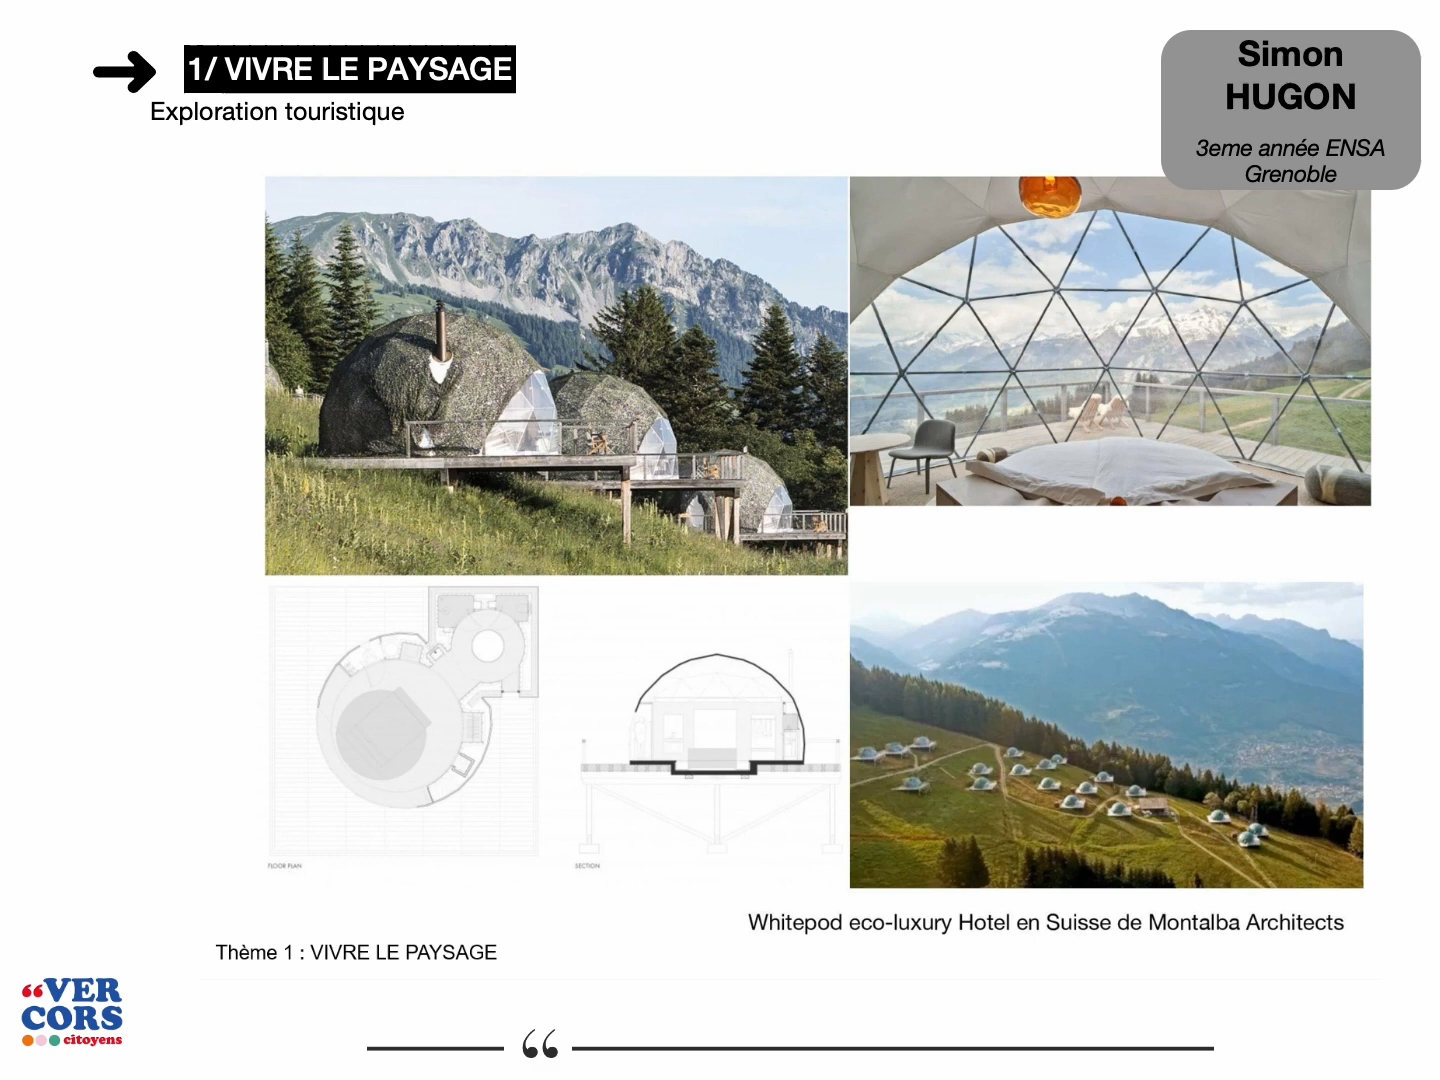 1/ VIVRE LE PAYSAGE
Exploration touristique
Simon
HUGON
3eme année ENSA
Grenoble
FLOOR PLAN
SECTION
Whitepod eco-luxury Hotel en Suisse de Montalba Architects
Thème 1 : VIVRE LE PAYSAGE
“VER
CORS
citoyens
“